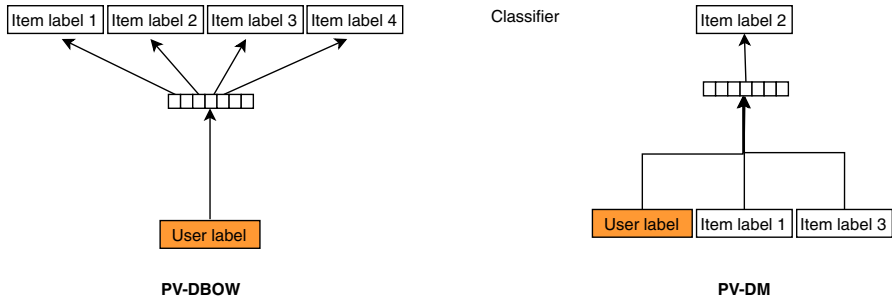 Item label 1 Item label 2 Item label 3 Item label 4
Classifier
Item label 2
User label
User label Item label 1 Item label 3
PV-DBOW
PV-DM